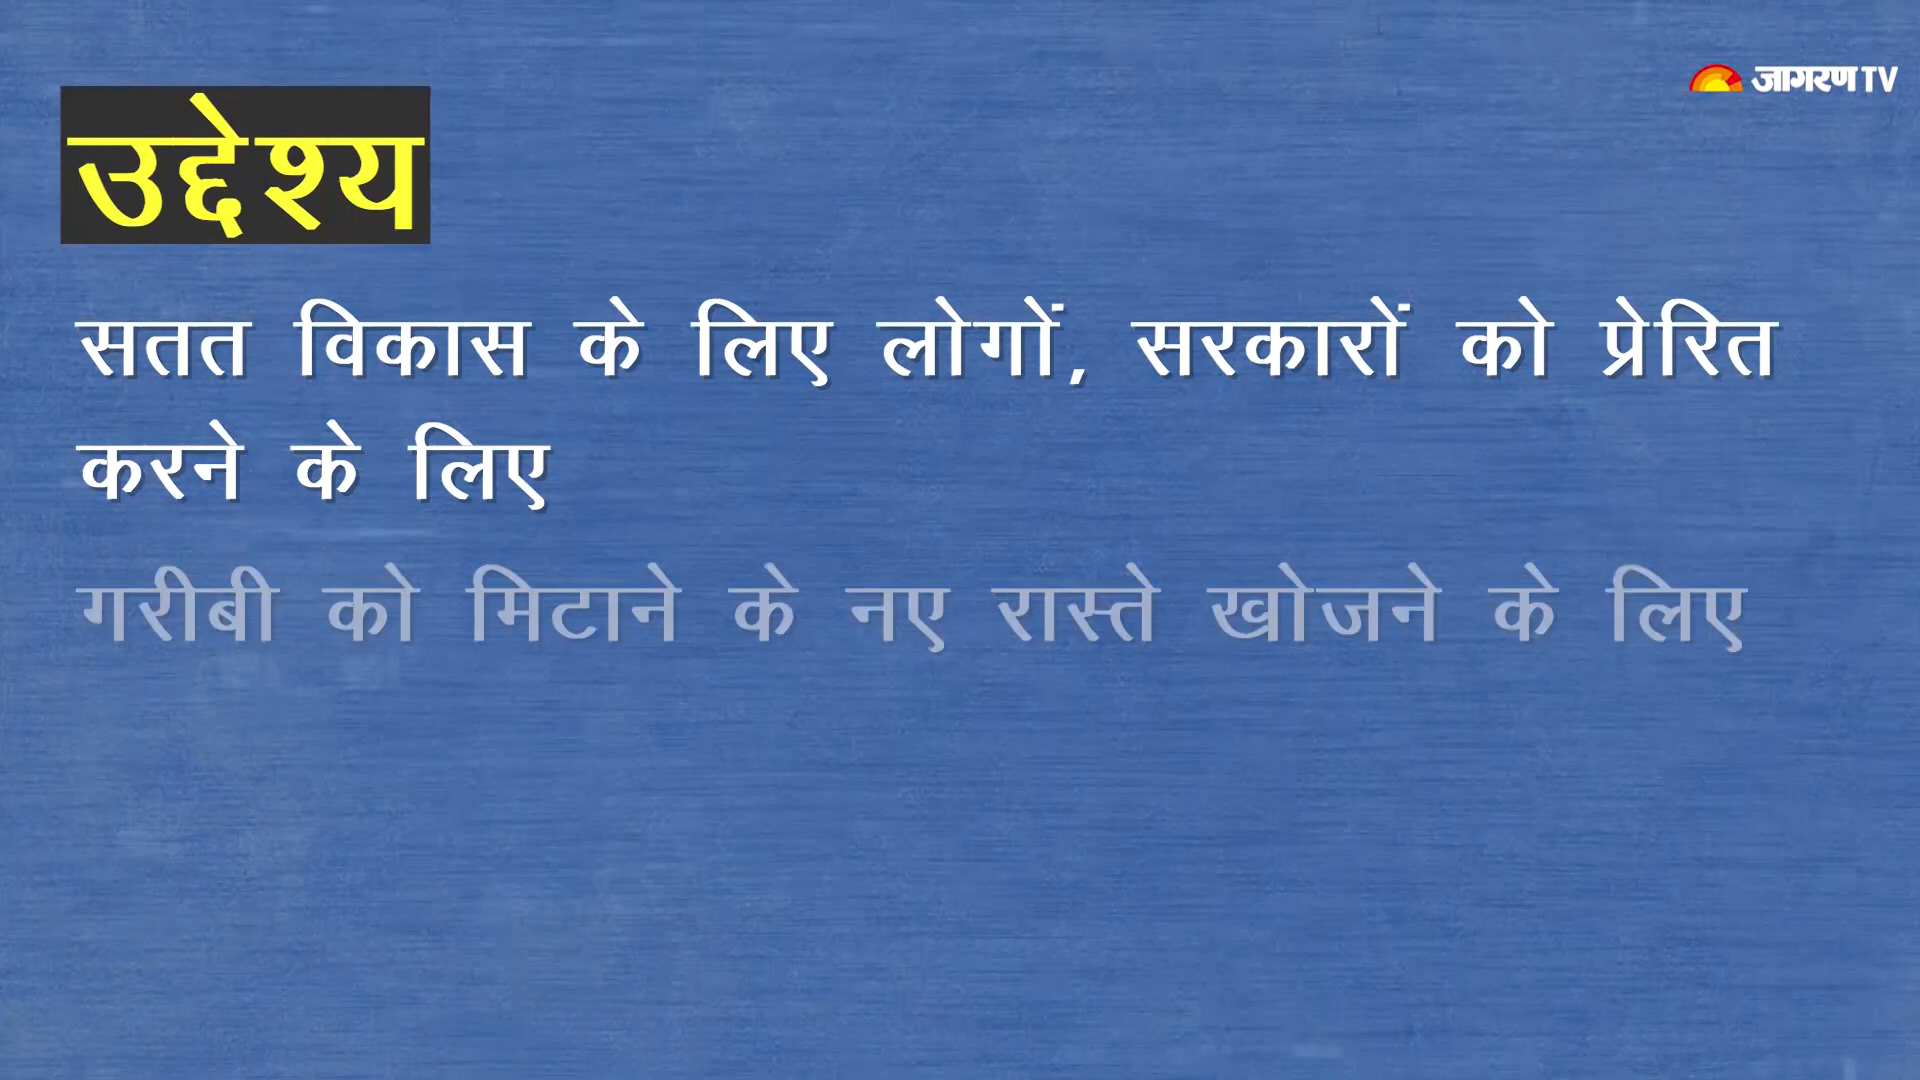 जागरण TV
उद्देश्य
सतत विकास के लिए लोगों, सरकारों को प्रेरित
करने के लिए
गरीबी को मिटाने के नए रास्ते खोजने के लिए